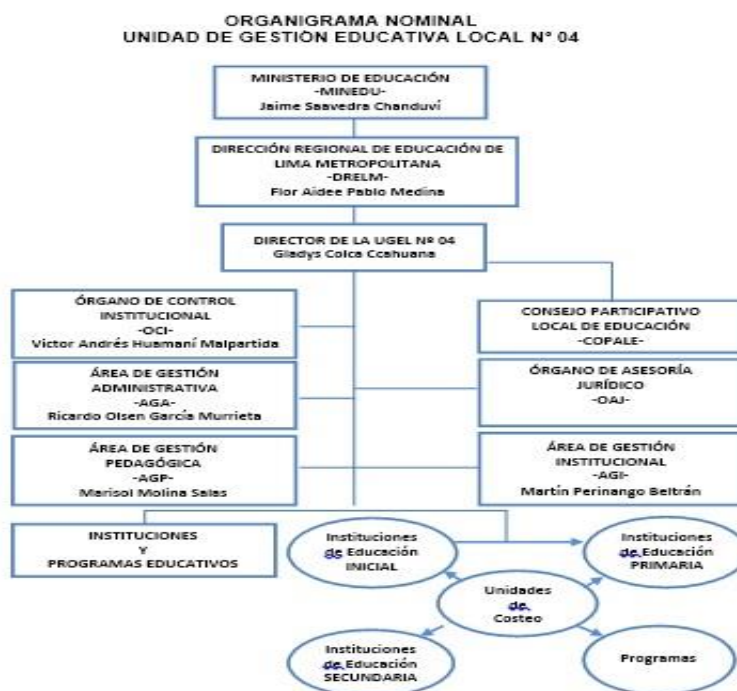 ORGANIGRAMA NOMINAL
UNIDAD DE GESTIÓN EDUCATIVA LOCAL N° 04
MINISTERIO DE EDUCACIÓN
-MINEDU-
Jaime Saavedra Chanduví
DIRECCIÓN REGIONAL DE EDUCACIÓN DE
LIMA METROPOLITANA
-DRELM-
Flor Aidee Pablo Medina
DIRECTOR DE LA UGEL Nº 04
Gladys Colca Ccahuana
ÓRGANO DE CONTROL
INSTITUCIONAL
-OCI-
Victor Andrés Huamaní Malpartida
CONSEJO PARTICIPATIVO
LOCAL DE EDUCACIÓN
-COPALE-
ÁREA DE GESTIÓN
ADMINISTRATIVA
-AGA-
Ricardo Olsen García Murrieta
ÓRGANO DE ASESORÍA
JURÍDICO
-OAJ-
ÁREA DE GESTIÓN
PEDAGÓGICA
-AGP-
Marisol Molina Salas
ÁREA DE GESTIÓN
INSTITUCIONAL
-AGI-
Martín Perinango Beltrán
INSTITUCIONES
Y
PROGRAMAS EDUCATIVOS
Instituciones
de Educación
INICIAL
Instituciones
de Educación
PRIMARIA
Unidades
de
Costeo
Instituciones
de Educación
SECUNDARIA
Programas